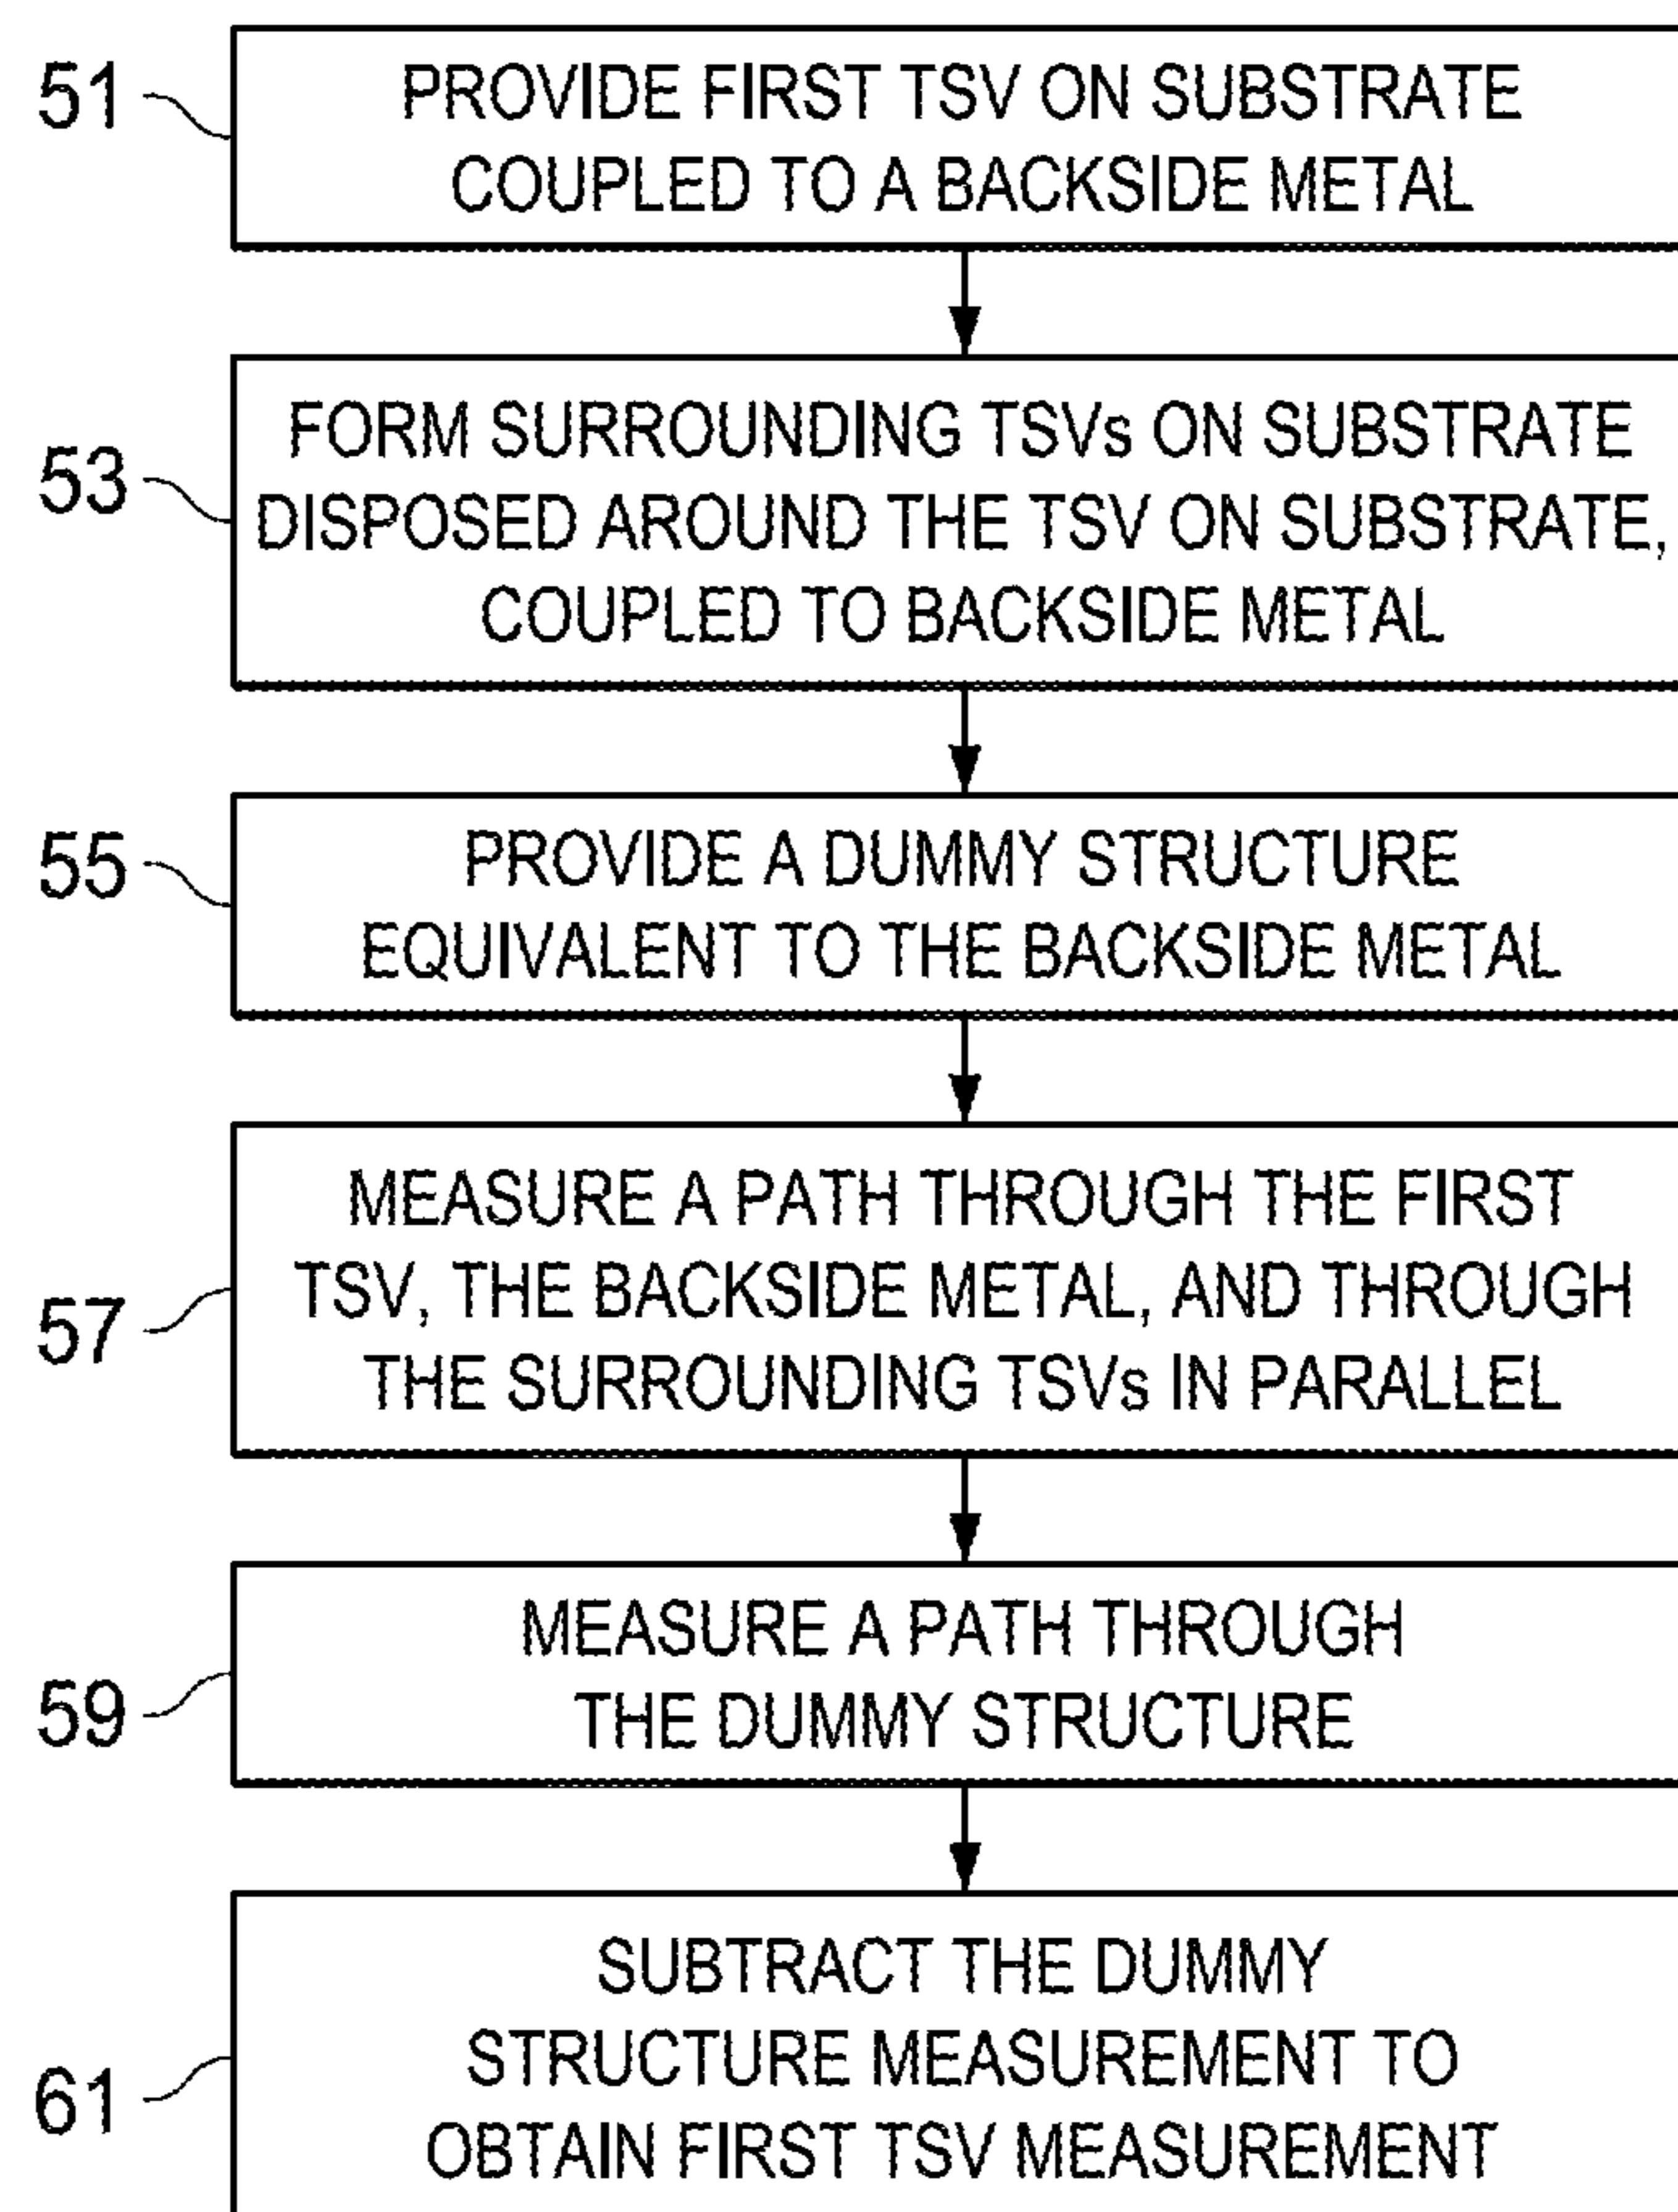 51
PROVIDE FIRST TSV ON SUBSTRATE
COUPLED TO A BACKSIDE METAL
53
FORM SURROUNDING TSVs ON SUBSTRATE
DISPOSED AROUND THE TSV ON SUBSTRATE,
COUPLED TO BACKSIDE METAL
55
PROVIDE A DUMMY STRUCTURE
EQUIVALENT TO THE BACKSIDE METAL
57
MEASURE A PATH THROUGH THE FIRST
TSV, THE BACKSIDE METAL, AND THROUGH
THE SURROUNDING TSVs IN PARALLEL
59
MEASURE A PATH THROUGH
THE DUMMY STRUCTURE
61
SUBTRACT THE DUMMY
STRUCTURE MEASUREMENT TO
OBTAIN FIRST TSV MEASUREMENT